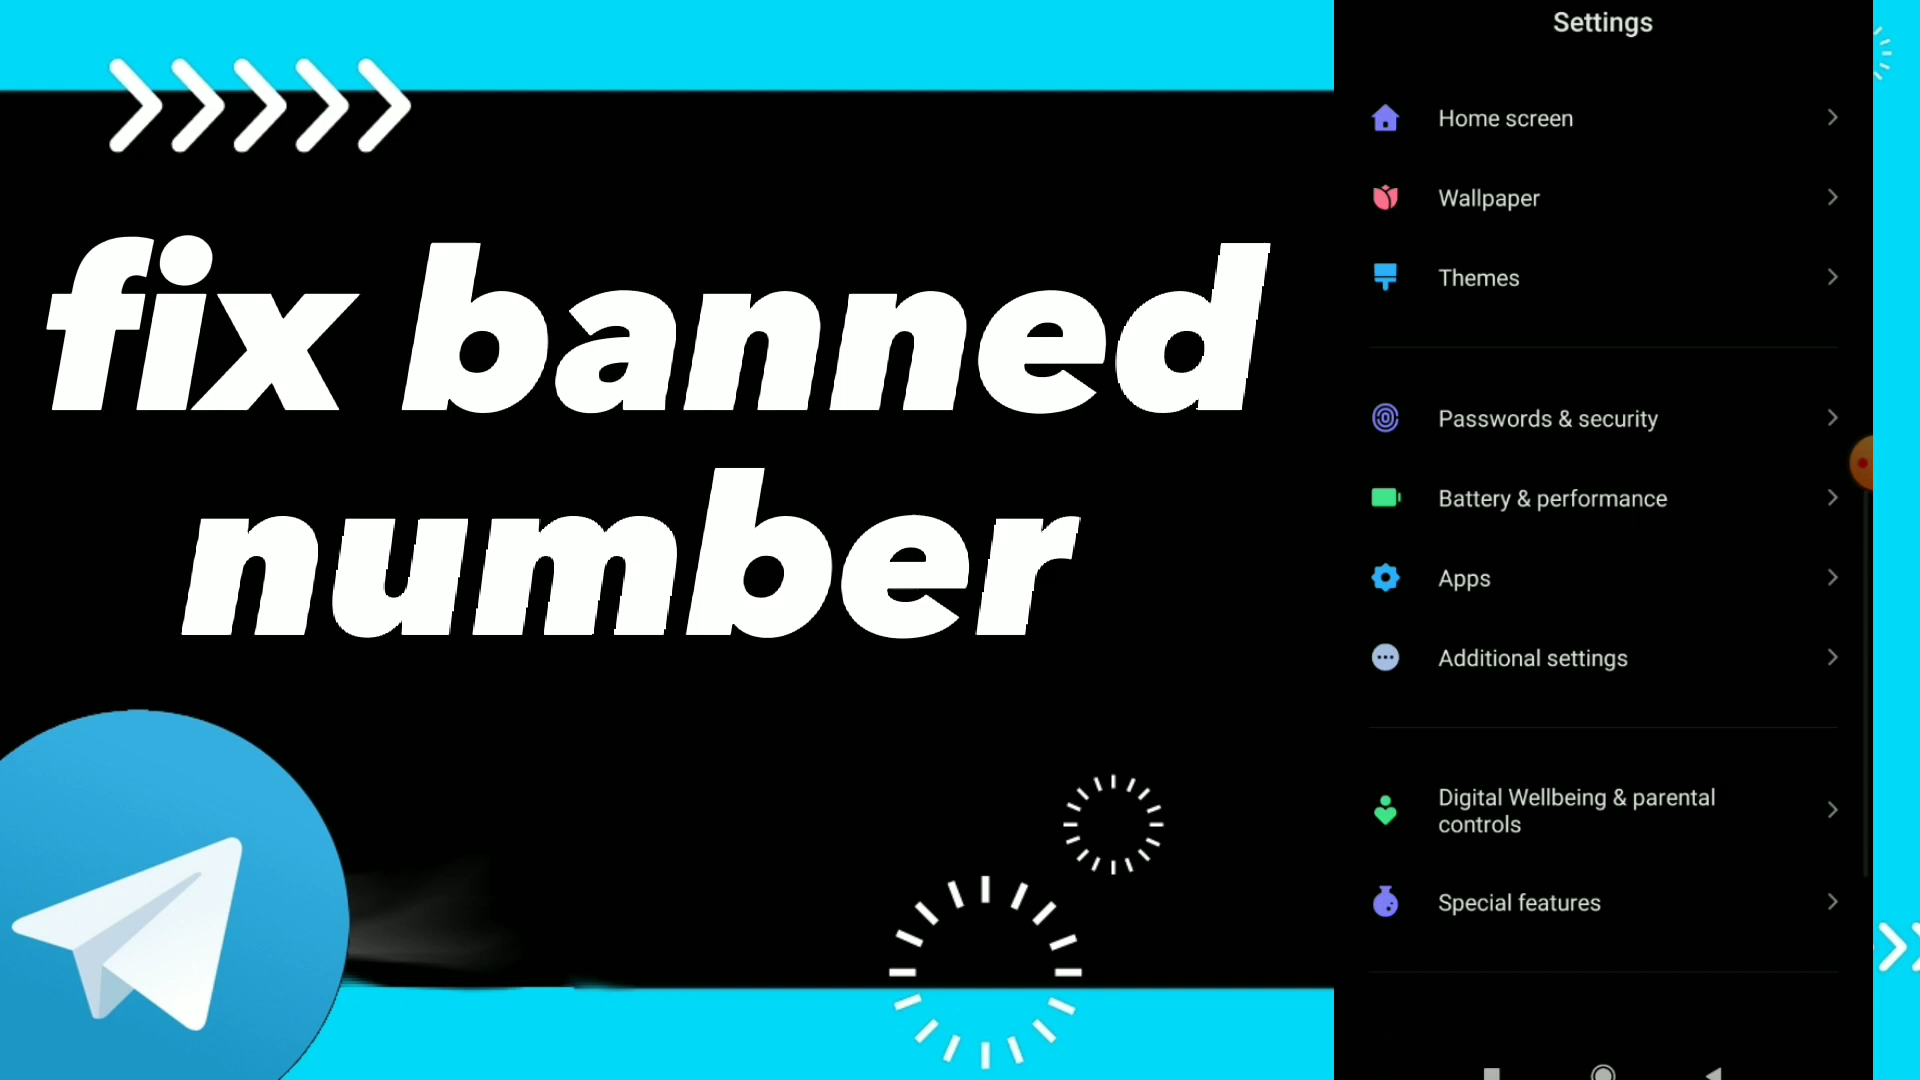 fix banned
number
Settings
Home screen
Wallpaper
Themes
Passwords & security
Battery & performance
Apps
Additional settings
Digital Wellbeing & parental
controls
Special features